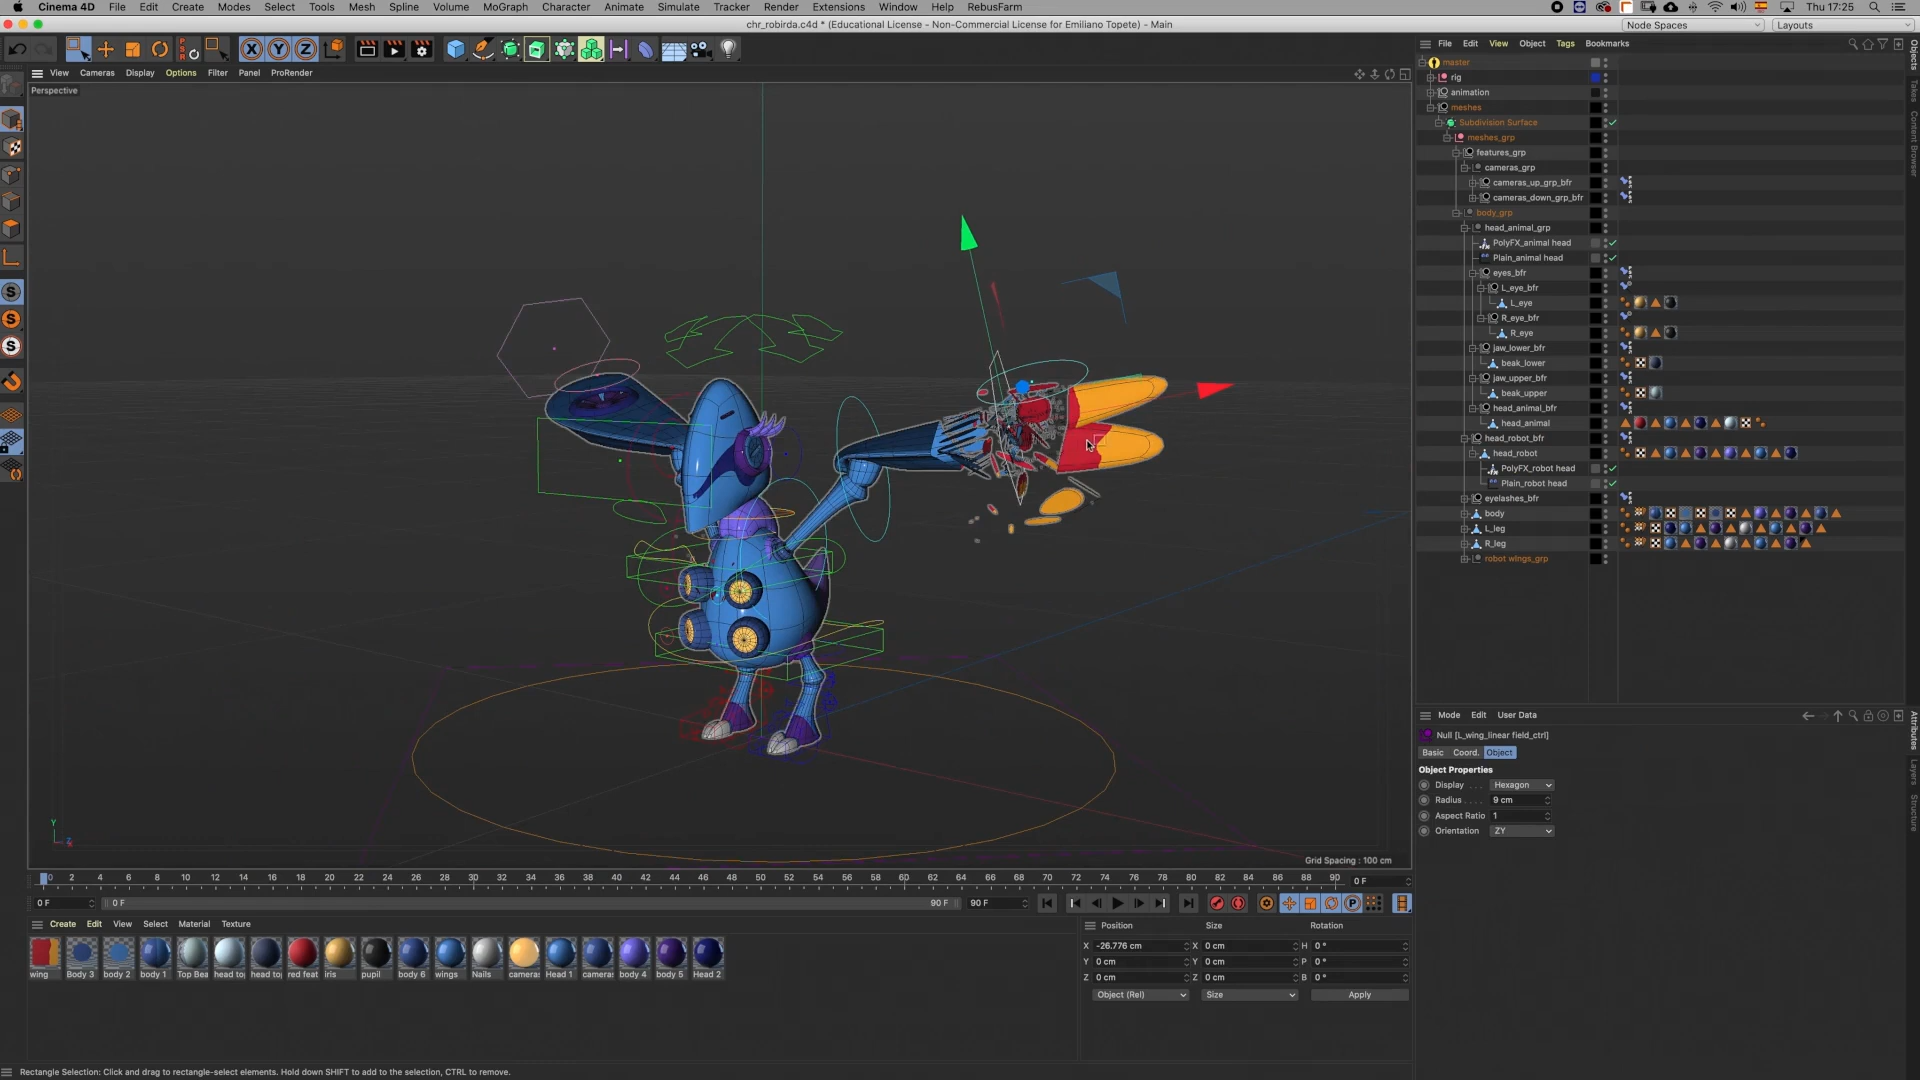 Cinema 4D File Edit Create Modes Select Tools Mesh Spline Volume MoGraph Character Animate Simulate Tracker Render Extensions Window Help RebusFarm Thu 17:25
chr_robirda.c4d * (Educational License - Non-Commercial License for Emiliano Topete) - Main
Node Spaces Layouts
X Y Z
View Cameras Display Options Filter Panel ProRender
Perspective
File Edit View Object Tags Bookmarks
master
rig
animation
meshes
Subdivision Surface
meshes_grp
features_grp
cameras_grp
cameras_up_grp_bfr
cameras_down_grp_bfr
body_grp
head_animal_grp
PolyFX_animal head
Plain_animal head
eyes_bfr
L_eye_bfr
L_eye
R_eye_bfr
R_eye
jaw_lower_bfr
beak_lower
jaw_upper_bfr
beak_upper
head_animal_bfr
head_animal
head_robot_bfr
head_robot
PolyFX_robot head
Plain_robot head
eyelashes_bfr
body
L_leg
R_leg
robot wings_grp
Objects
Takes
Content Browser
Mode Edit User Data
Null [L_wing_linear field_ctrl]
Basic Coord. Object
Object Properties
Display Hexagon
Radius 9 cm
Aspect Ratio 1
Orientation ZY
Attributes
Layers
Structure
Y
Z
Grid Spacing : 100 cm
0 2 4 6 8 10 12 14 16 18 20 22 24 26 28 30 32 34 36 38 40 42 44 46 48 50 52 54 56 58 60 62 64 66 68 70 72 74 76 78 80 82 84 86 88 90
0 F
0 F 0 F 90 F 90 F
Create Edit View Select Material Texture
wing Body 3 body 2 body 1 Top Bea head to head to red feat iris pupil body 6 wings Nails camera Head 1 cameras body 4 body 5 Head 2
Position Size Rotation
X -26.776 cm X 0 cm H 0 °
Y 0 cm Y 0 cm P 0 °
Z 0 cm Z 0 cm B 0 °
Object (Rel) Size Apply
Rectangle Selection: Click and drag to rectangle-select elements. Hold down SHIFT to add to the selection, CTRL to remove.